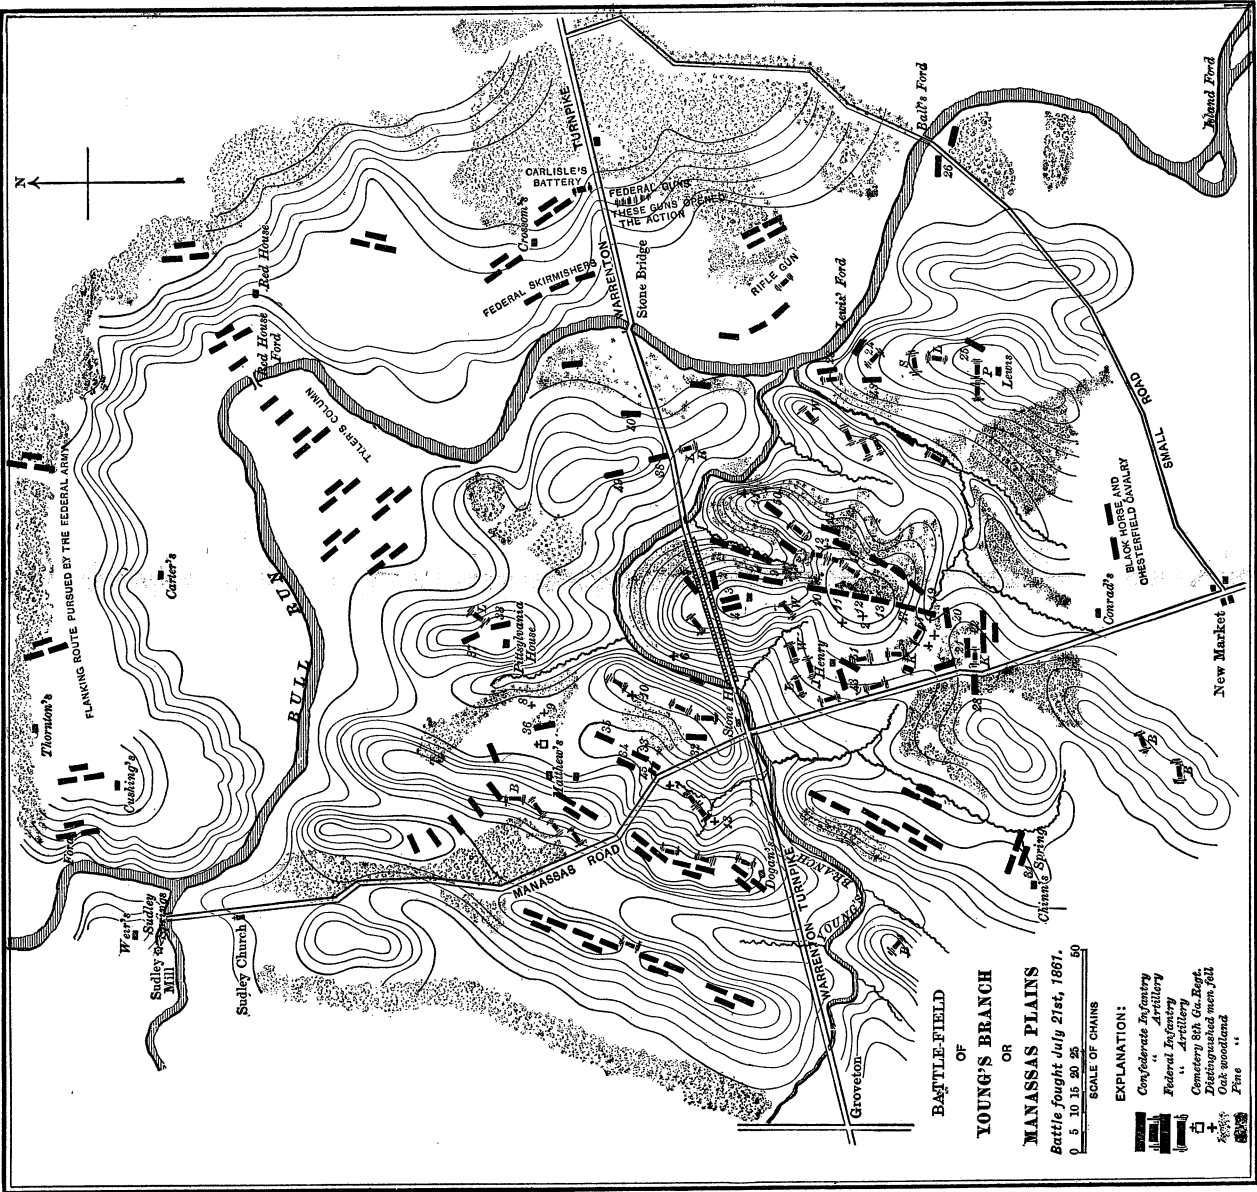 BATTLE-FIELD
OF
YOUNG'S BRANCH
OR
MANASSAS PLAINS
Battle fought July 21st, 1861.
0 5 10 15 20 25 50
SCALE OF CHAINS
EXPLANATION:
Confederate Infantry
" Artillery
Federal Infantry
" Artillery
Cemetery 8th Ga. Regt.
Distinguished men fell
Oak woodland
Pine "
N
WARRENTON TURNPIKE
CARLISLE'S
BATTERY
FEDERAL GUNS
THESE GUNS OPENED
THE ACTION
Crossom's
FEDERAL SKIRMISHERS
Stone Bridge
RIFLE GUN
Ball's Ford
Island Ford
Lewis' Ford
Red House
Red House
Ford
TYLER'S COLUMN
FLANKING ROUTE PURSUED BY THE FEDERAL ARMY
Carter's
BULL RUN
Thornton's
Cushing's
Ford
Weir's
Sudley
Springs
Sudley
Mill
Sudley Church
Pittsylvania
House
Matthew's
MANASSAS ROAD
Dogan's
WARRENTON TURNPIKE
YOUNG'S BRANCH
Groveton
Henry
Chinn's Spring
Lewis
SMALL ROAD
BLACK HORSE AND
CHESTERFIELD CAVALRY
Conrad's
New Market